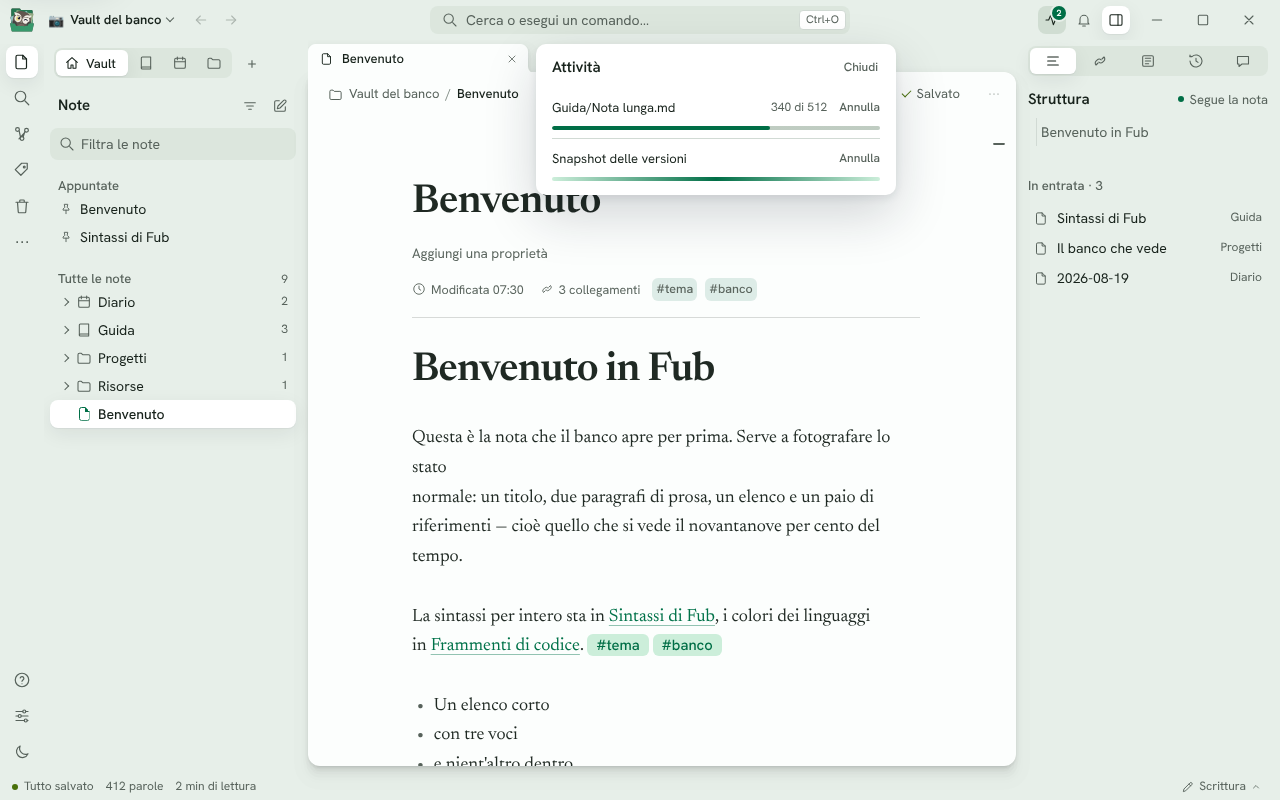 Vault del banco
Cerca o esegui un comando…
Ctrl+O
2
Vault
Note
Filtra le note
Appuntate
Benvenuto
Sintassi di Fub
Tutte le note 9
Diario 2
Guida 3
Progetti 1
Risorse 1
Benvenuto
Benvenuto
Vault del banco / Benvenuto
Salvato
Attività
Chiudi
Guida/Nota lunga.md 340 di 512 Annulla
Snapshot delle versioni Annulla
Benvenuto
Aggiungi una proprietà
Modificata 07:30 3 collegamenti #tema #banco
Benvenuto in Fub
Questa è la nota che il banco apre per prima. Serve a fotografare lo
stato
normale: un titolo, due paragrafi di prosa, un elenco e un paio di
riferimenti — cioè quello che si vede il novantanove per cento del
tempo.
La sintassi per intero sta in Sintassi di Fub, i colori dei linguaggi
in Frammenti di codice. #tema #banco
• Un elenco corto
• con tre voci
• e nient'altro dentro
Struttura
Segue la nota
Benvenuto in Fub
In entrata · 3
Sintassi di Fub Guida
Il banco che vede Progetti
2026-08-19 Diario
Tutto salvato 412 parole 2 min di lettura
Scrittura